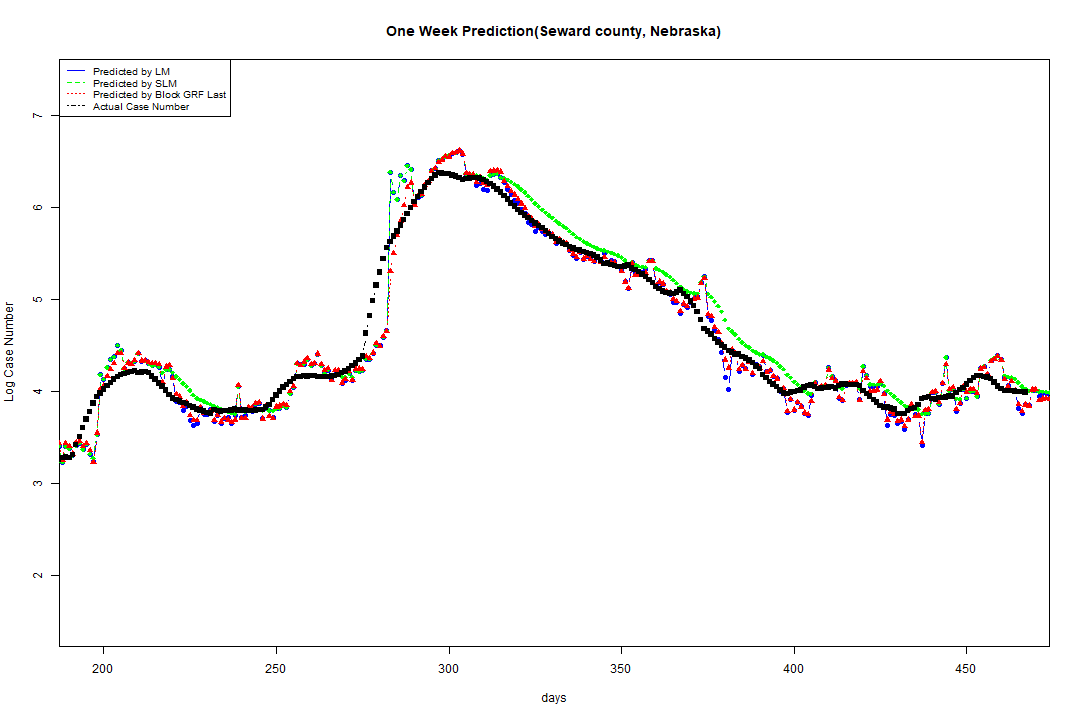 One Week Prediction(Seward county, Nebraska)
Predicted by LM
Predicted by SLM
Predicted by Block GRF Last
Actual Case Number
7
6
5
4
3
2
Log Case Number
200 250 300 350 400 450
days